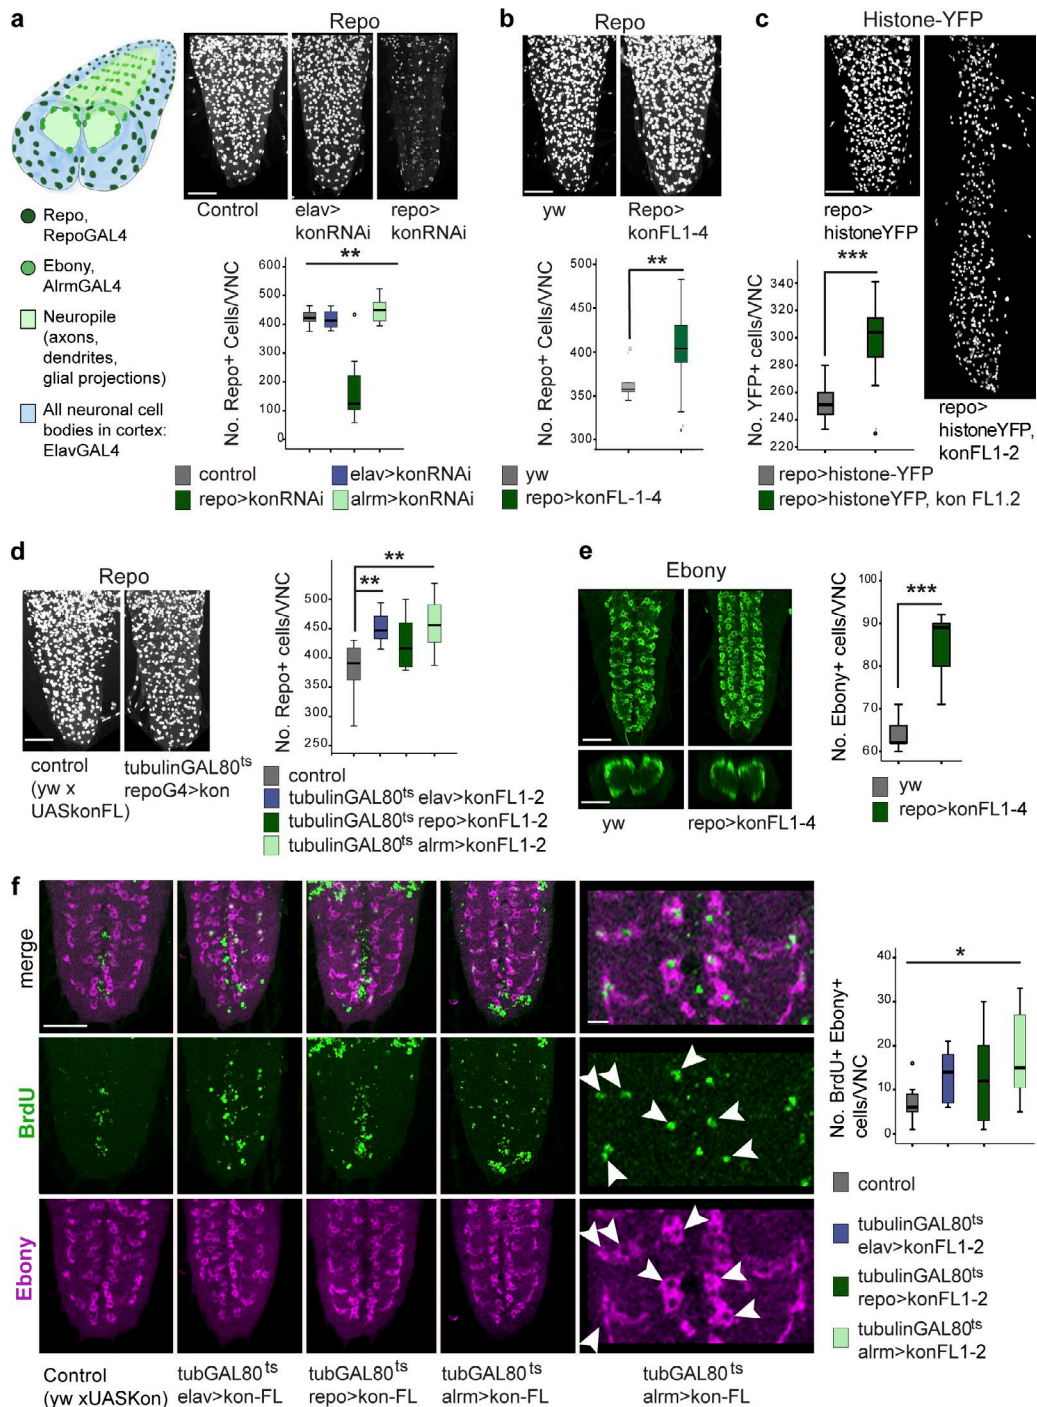 a
Repo
Control
elav>
konRNAi
repo>
konRNAi
Repo,
RepoGAL4
Ebony,
AlrmGAL4
Neuropile
(axons,
dendrites,
glial projections)
All neuronal cell
bodies in cortex:
ElavGAL4
No. Repo+ Cells/VNC
600
500
400
300
200
100
0
**
control
elav>konRNAi
repo>konRNAi
alrm>konRNAi
b
Repo
yw
Repo>
konFL1-4
No. Repo+ Cells/VNC
500
450
400
350
300
**
yw
repo>konFL-1-4
c
Histone-YFP
repo>
histoneYFP
repo>
histoneYFP,
konFL1-2
No. YFP+ cells/VNC
300
280
260
240
220
***
repo>histone-YFP
repo>histoneYFP, kon FL1.2
d
Repo
control
(yw x
UASkonFL)
tubulinGAL80ts
repoG4>kon
No. Repo+ cells/VNC
500
450
400
350
300
250
**
**
control
tubulinGAL80ts elav>konFL1-2
tubulinGAL80ts repo>konFL1-2
tubulinGAL80ts alrm>konFL1-2
e
Ebony
yw
repo>konFL1-4
No. Ebony+ cells/VNC
100
90
80
70
60
***
yw
repo>konFL1-4
f
merge
BrdU
Ebony
Control
(yw xUASKon)
tubGAL80ts
elav>kon-FL
tubGAL80ts
repo>kon-FL
tubGAL80ts
alrm>kon-FL
tubGAL80ts
alrm>kon-FL
No. BrdU+ Ebony+
cells/VNC
40
30
20
10
0
*
control
tubulinGAL80ts
elav>konFL1-2
tubulinGAL80ts
repo>konFL1-2
tubulinGAL80ts
alrm>konFL1-2